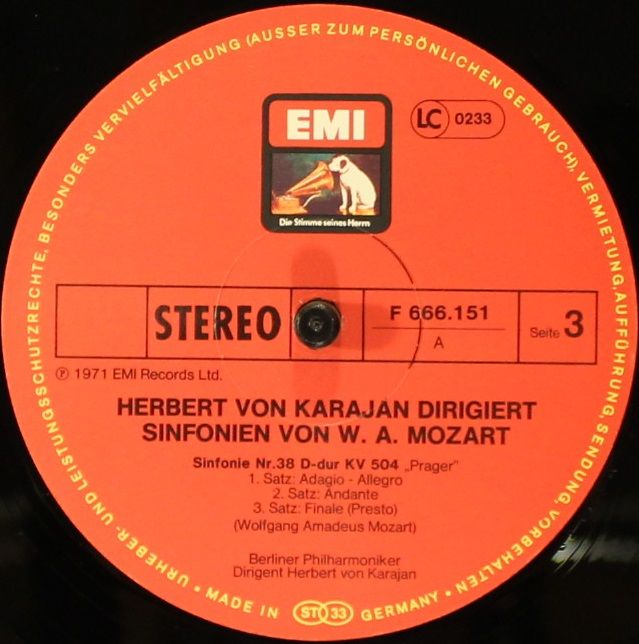 URHEBER- UND LEISTUNGSSCHUTZRECHTE, BESONDERS VERVIELFÄLTIGUNG (AUSSER ZUM PERSÖNLICHEN GEBRAUCH), VERMIETUNG, AUFFÜHRUNG, SENDUNG, VORBEHALTEN •
EMI
LC 0233
Die Stimme seines Herrn
STEREO
F 666.151
A
Seite 3
Ⓟ 1971 EMI Records Ltd.
HERBERT VON KARAJAN DIRIGIERT
SINFONIEN VON W. A. MOZART
Sinfonie Nr.38 D-dur KV 504 „Prager"
1. Satz: Adagio - Allegro
2. Satz: Andante
3. Satz: Finale (Presto)
(Wolfgang Amadeus Mozart)
Berliner Philharmoniker
Dirigent Herbert von Karajan
• MADE IN ST 33 GERMANY •